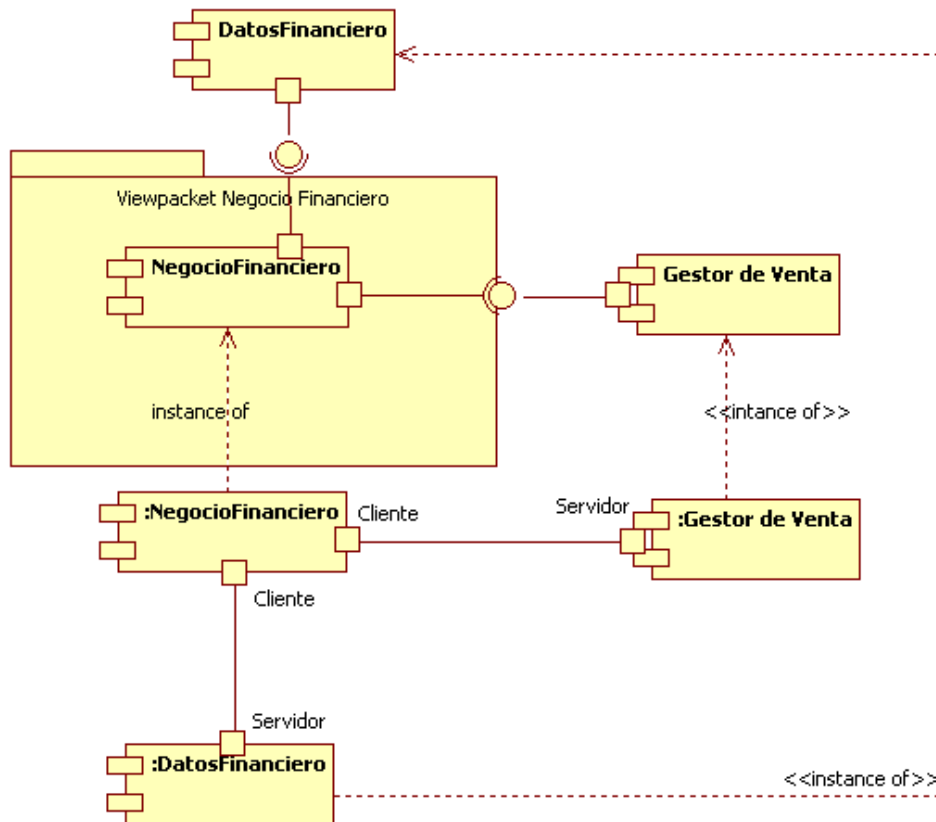 DatosFinanciero
Viewpacket Negocio Financiero
NegocioFinanciero
Gestor de Venta
instance of
<<intance of>>
:NegocioFinanciero
Cliente
Servidor
:Gestor de Venta
Cliente
Servidor
:DatosFinanciero
<<instance of>>